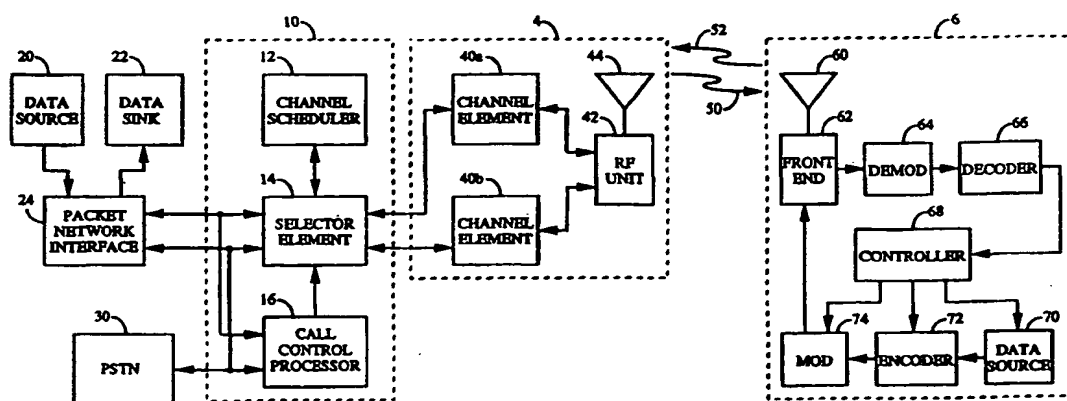 10
4
6
20
DATA
SOURCE
22
DATA
SINK
12
CHANNEL
SCHEDULER
40a
CHANNEL
ELEMENT
44
52
50
60
42
RF
UNIT
62
FRONT
END
64
DEMOD
66
DECODER
24
PACKET
NETWORK
INTERFACE
14
SELECTOR
ELEMENT
40b
CHANNEL
ELEMENT
68
CONTROLLER
30
PSTN
16
CALL
CONTROL
PROCESSOR
74
MOD
72
ENCODER
70
DATA
SOURCE